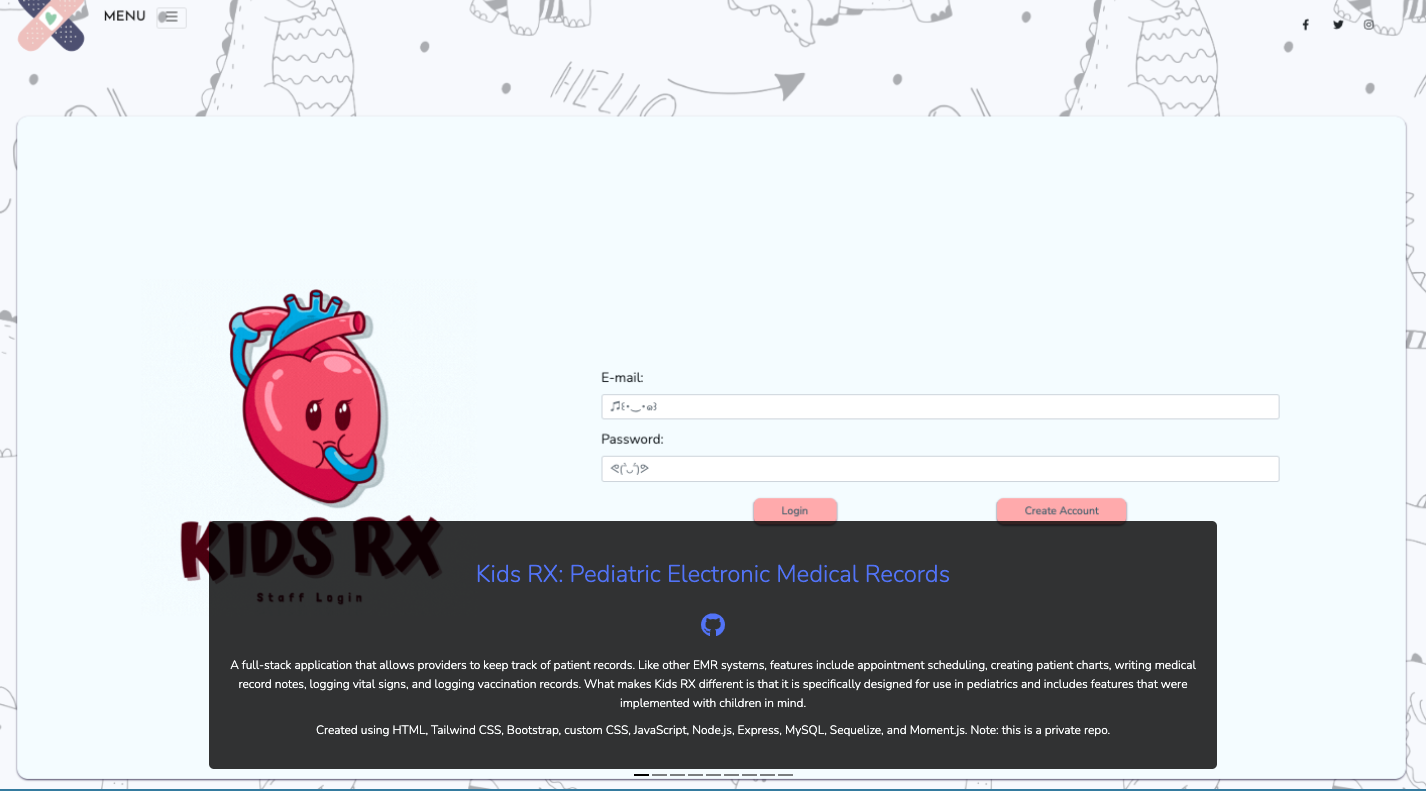 MENU
HELLO
E-mail:
Password:
Login
Create Account
KIDS RX
Staff Login
Kids RX: Pediatric Electronic Medical Records
A full-stack application that allows providers to keep track of patient records. Like other EMR systems, features include appointment scheduling, creating patient charts, writing medical
record notes, logging vital signs, and logging vaccination records. What makes Kids RX different is that it is specifically designed for use in pediatrics and includes features that were
implemented with children in mind.
Created using HTML, Tailwind CSS, Bootstrap, custom CSS, JavaScript, Node.js, Express, MySQL, Sequelize, and Moment.js. Note: this is a private repo.